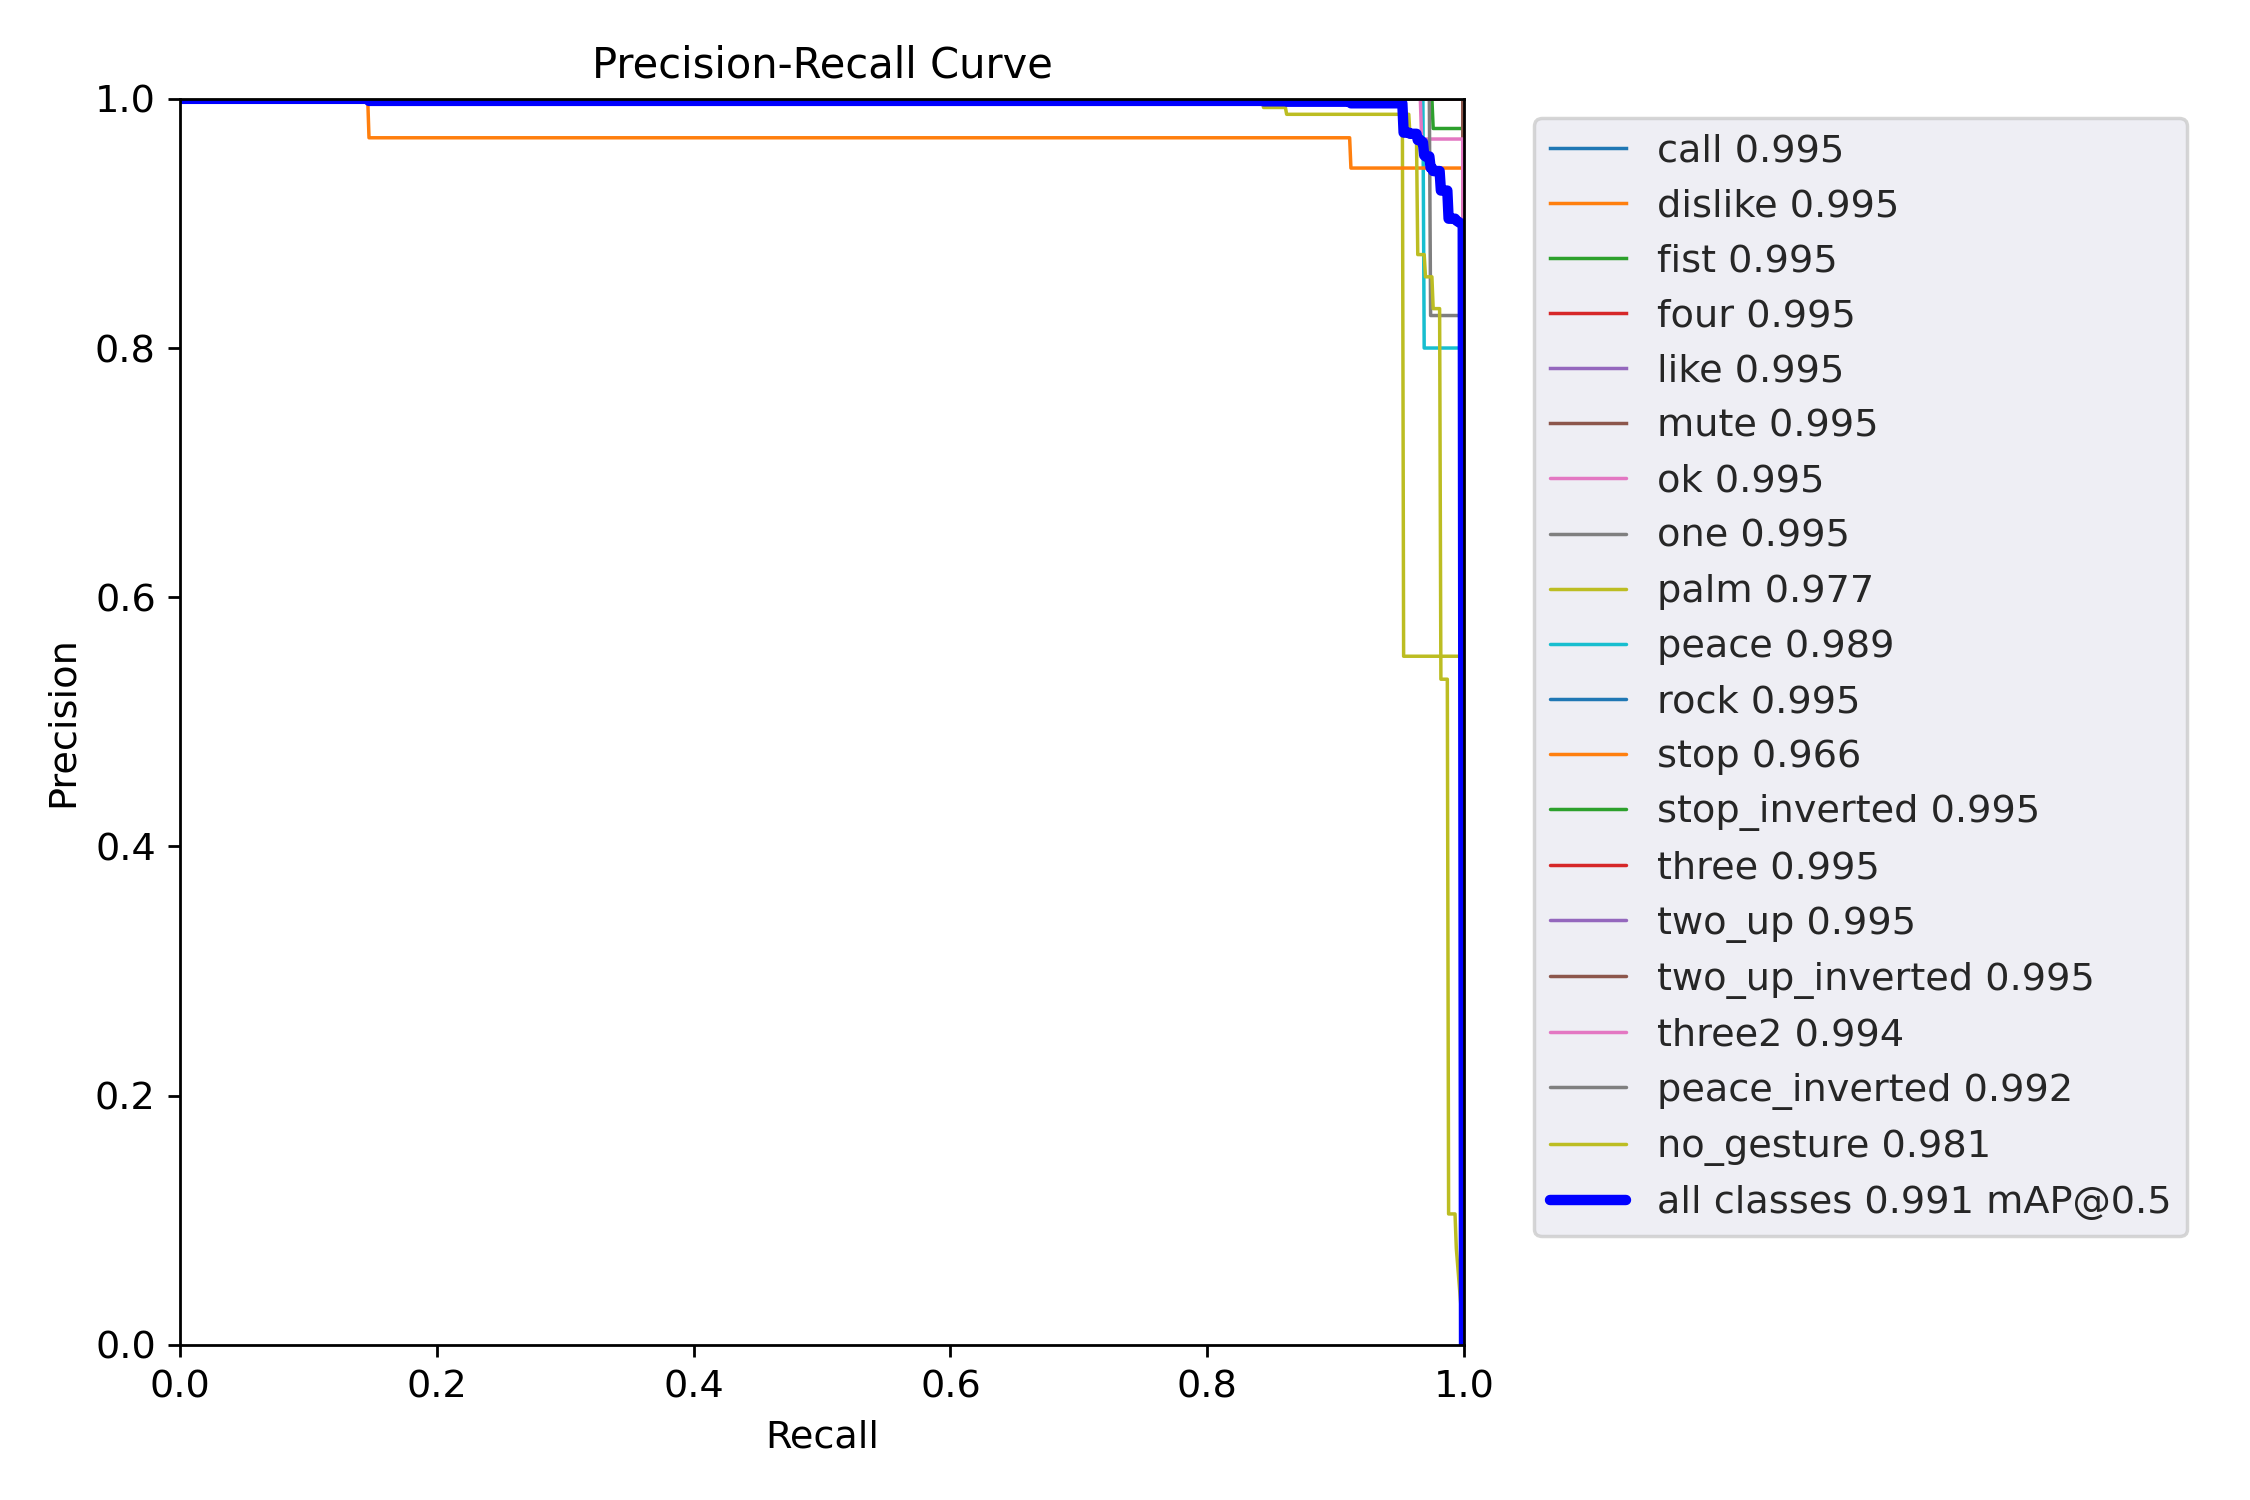 Precision-Recall Curve
1.0
0.8
0.6
0.4
0.2
0.0
Precision
0.0 0.2 0.4 0.6 0.8 1.0
Recall
call 0.995
dislike 0.995
fist 0.995
four 0.995
like 0.995
mute 0.995
ok 0.995
one 0.995
palm 0.977
peace 0.989
rock 0.995
stop 0.966
stop_inverted 0.995
three 0.995
two_up 0.995
two_up_inverted 0.995
three2 0.994
peace_inverted 0.992
no_gesture 0.981
all classes 0.991 mAP@0.5